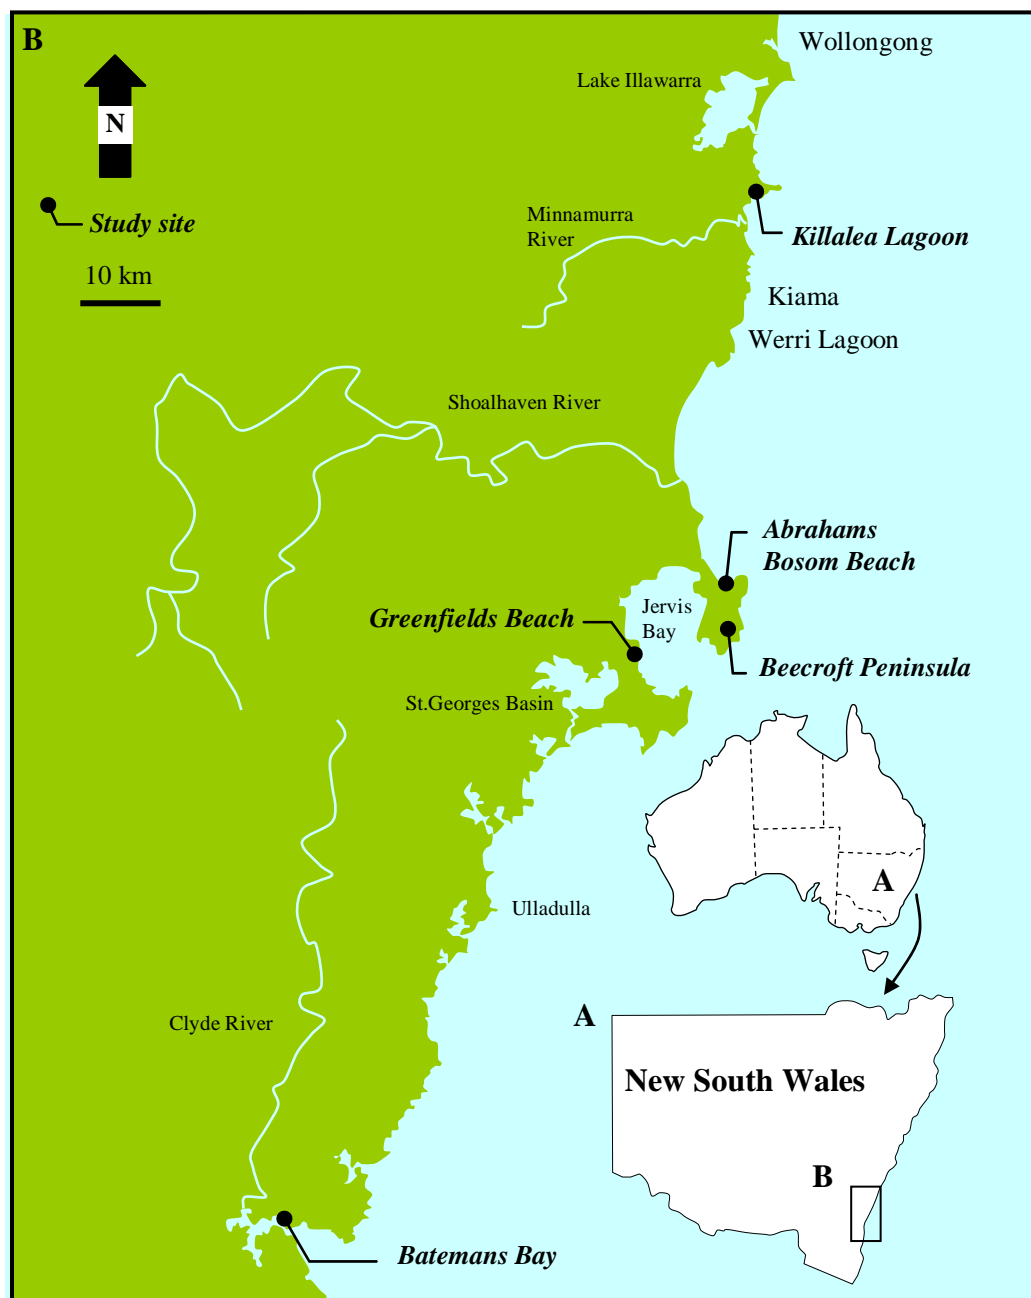 B
Wollongong
Lake Illawarra
N
Study site
Minnamurra
River
Killalea Lagoon
10 km
Kiama
Werri Lagoon
Shoalhaven River
Abrahams
Bosom Beach
Jervis
Bay
Greenfields Beach
Beecroft Peninsula
St.Georges Basin
A
Ulladulla
A
Clyde River
New South Wales
B
Batemans Bay